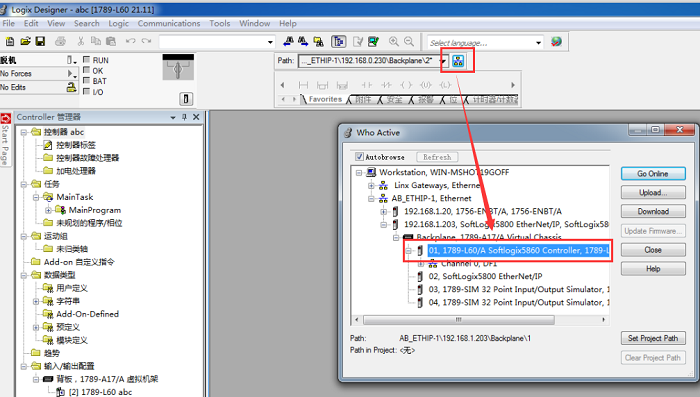 Logix Designer - abc [1789-L60 21.11]
File Edit View Search Logic Communications Tools Window Help
Select language...
脱机
RUN
No Forces
OK
BAT
No Edits
I/O
Path: ..._ETHIP-1\192.168.0.230\Backplane\2*
Favorites 附件 安全 报警 位 计时器/计数器
Start Page
Controller 管理器
控制器 abc
控制器标签
控制器故障处理器
加电处理器
任务
MainTask
MainProgram
未规划的程序/相位
运动组
未归类轴
Add-on 自定义指令
数据类型
用户定义
字符串
Add-On-Defined
预定义
模块定义
趋势
输入/输出配置
背板, 1789-A17/A 虚拟机架
[2] 1789-L60 abc
Who Active
Autobrowse Refresh
Workstation, WIN-MSHOT19GOFF
Linx Gateways, Ethernet
AB_ETHIP-1, Ethernet
192.168.1.20, 1756-ENBT/A, 1756-ENBT/A
192.168.1.203, SoftLogix5800 EtherNet/IP, SoftLogix
Backplane, 1789-A17/A Virtual Chassis
01, 1789-L60/A Softlogix5860 Controller, 1789-L
Channel 0, DF1
02, SoftLogix5800 EtherNet/IP
03, 1789-SIM 32 Point Input/Output Simulator, 1
04, 1789-SIM 32 Point Input/Output Simulator, 1
Go Online
Upload...
Download
Update Firmware...
Close
Help
Path: AB_ETHIP-1\192.168.1.203\Backplane\1
Path in Project: <无>
Set Project Path
Clear Project Path